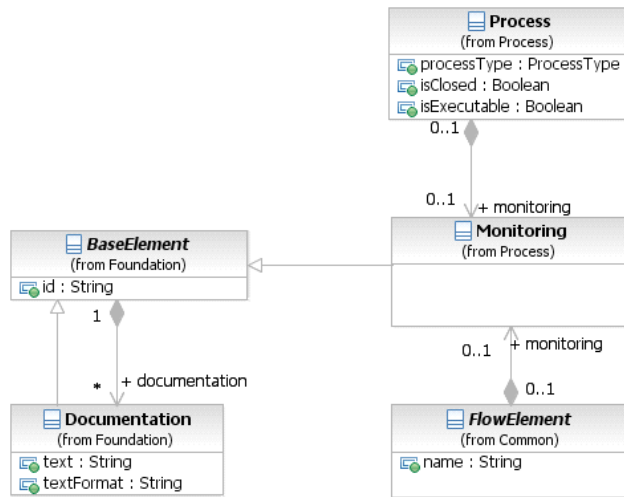 Process
(from Process)
processType : ProcessType
isClosed : Boolean
isExecutable : Boolean
0..1
0..1
+ monitoring
BaseElement
(from Foundation)
id : String
Monitoring
(from Process)
1
*
+ documentation
0..1
+ monitoring
0..1
Documentation
(from Foundation)
text : String
textFormat : String
FlowElement
(from Common)
name : String